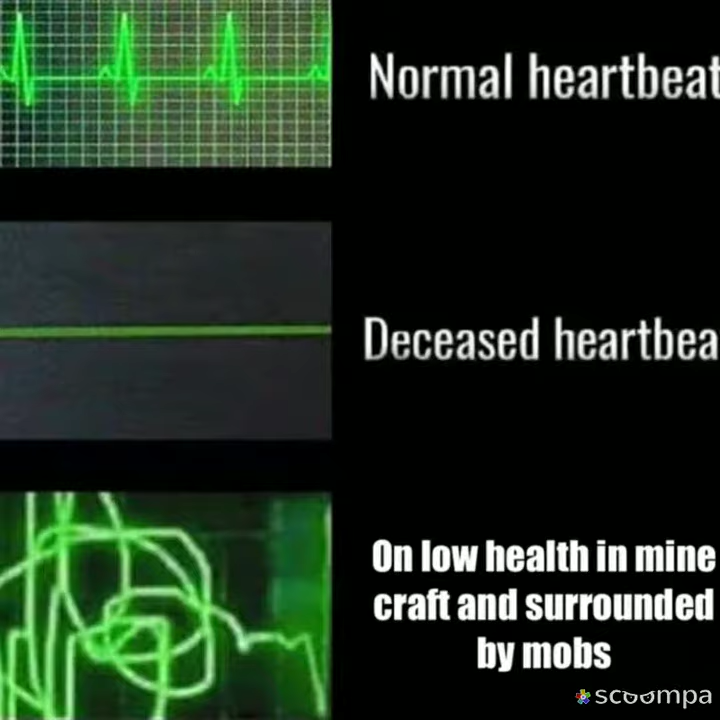 Normal heartbeat
Deceased heartbea
On low health in mine
craft and surrounded
by mobs
scoompa